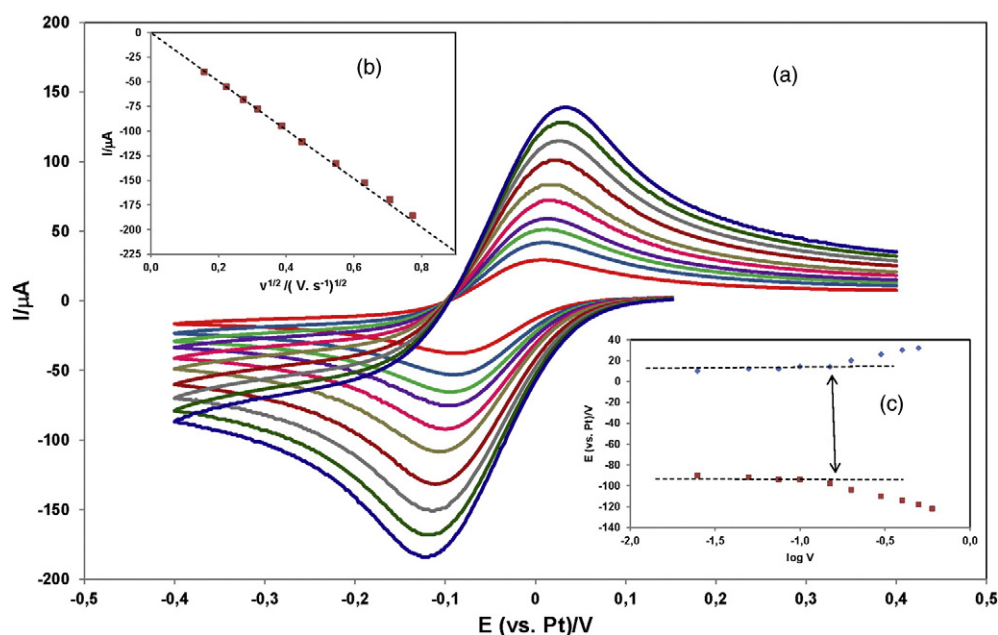 (a)
I/µA
200
150
100
50
0
-50
-100
-150
-200
-0,5 -0,4 -0,3 -0,2 -0,1 0 0,1 0,2 0,3 0,4 0,5
E (vs. Pt)/V
(b)
I/µA
0
-25
-50
-75
-100
-125
-150
-175
-200
-225
0,0 0,2 0,4 0,6 0,8
v1/2 /( V. s-1)1/2
(c)
E (vs. Pt)/V
40
20
0
-20
-40
-60
-80
-100
-120
-140
-2,0 -1,5 -1,0 -0,5 0,0
log V